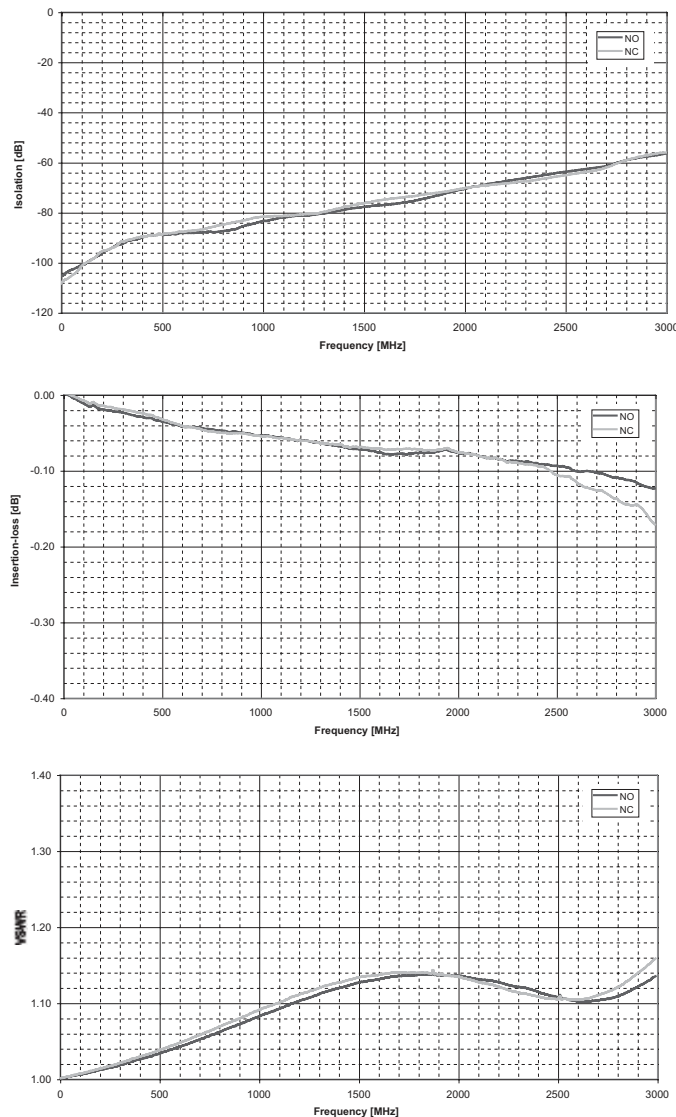 0
-20
-40
-60
-80
-100
-120
Isolation [dB]
NO
NC
0 500 1000 1500 2000 2500 3000
Frequency [MHz]
0.00
-0.10
-0.20
-0.30
-0.40
Insertion-loss [dB]
NO
NC
0 500 1000 1500 2000 2500 3000
Frequency [MHz]
1.40
1.30
1.20
1.10
1.00
VSWR
NO
NC
0 500 1000 1500 2000 2500 3000
Frequency [MHz]